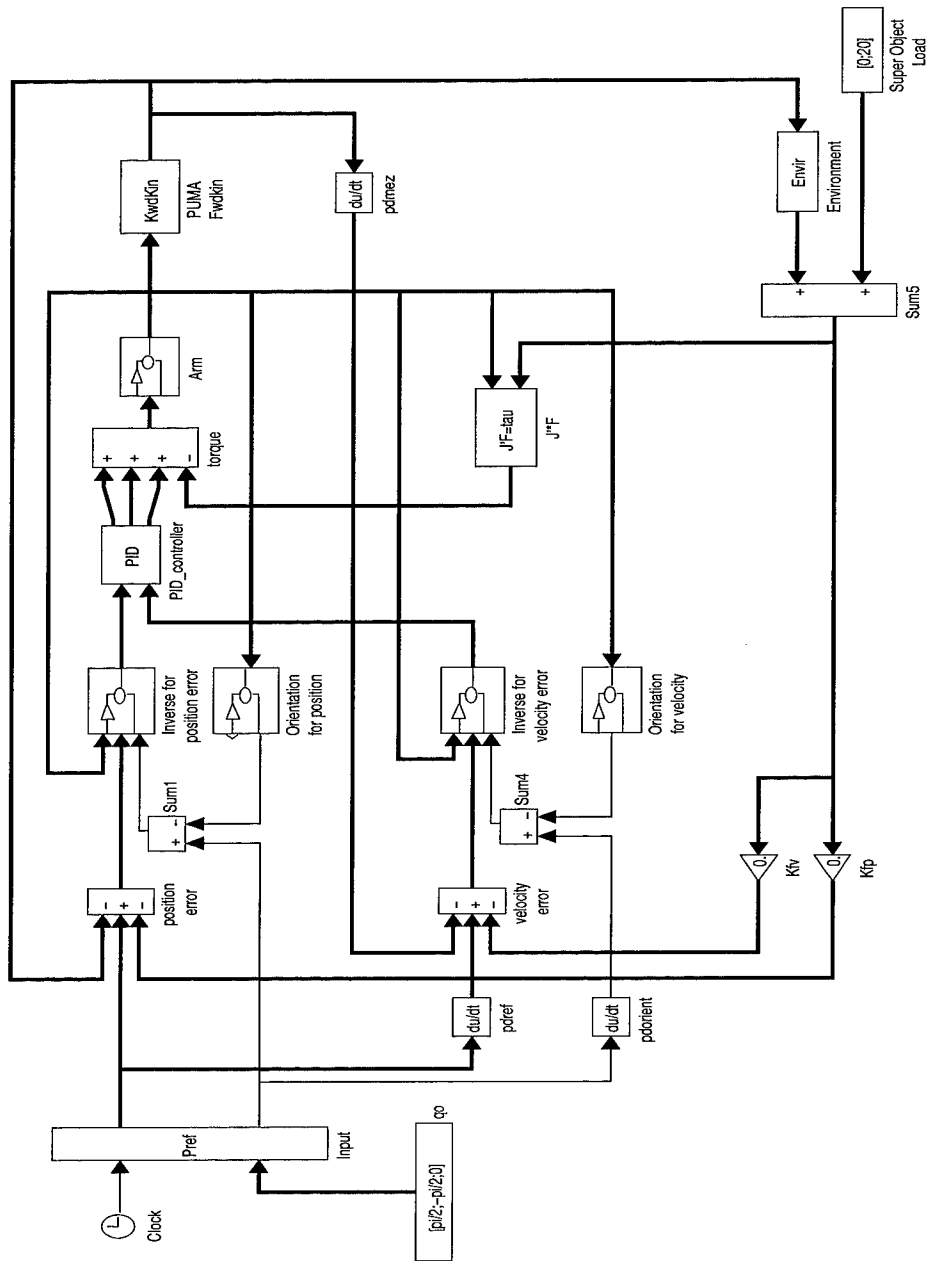 Clock
[pi/2;-pi/2;0]
qo
Pref
Input
du/dt
pdref
du/dt
pdorient
-
+
-
position
error
-
+
-
velocity
error
+
-
Sum1
+
-
Sum4
0.
Kfv
0.
Kfp
Inverse for
position error
Orientation
for position
Inverse for
velocity error
Orientation
for velocity
PID
PID_controller
+
+
+
-
torque
J'F=tau
J'*F
Arm
KwdKin
PUMA
Fwdkin
du/dt
pdmez
+
+
Sum5
Envir
Environment
[0;20]
Super Object
Load